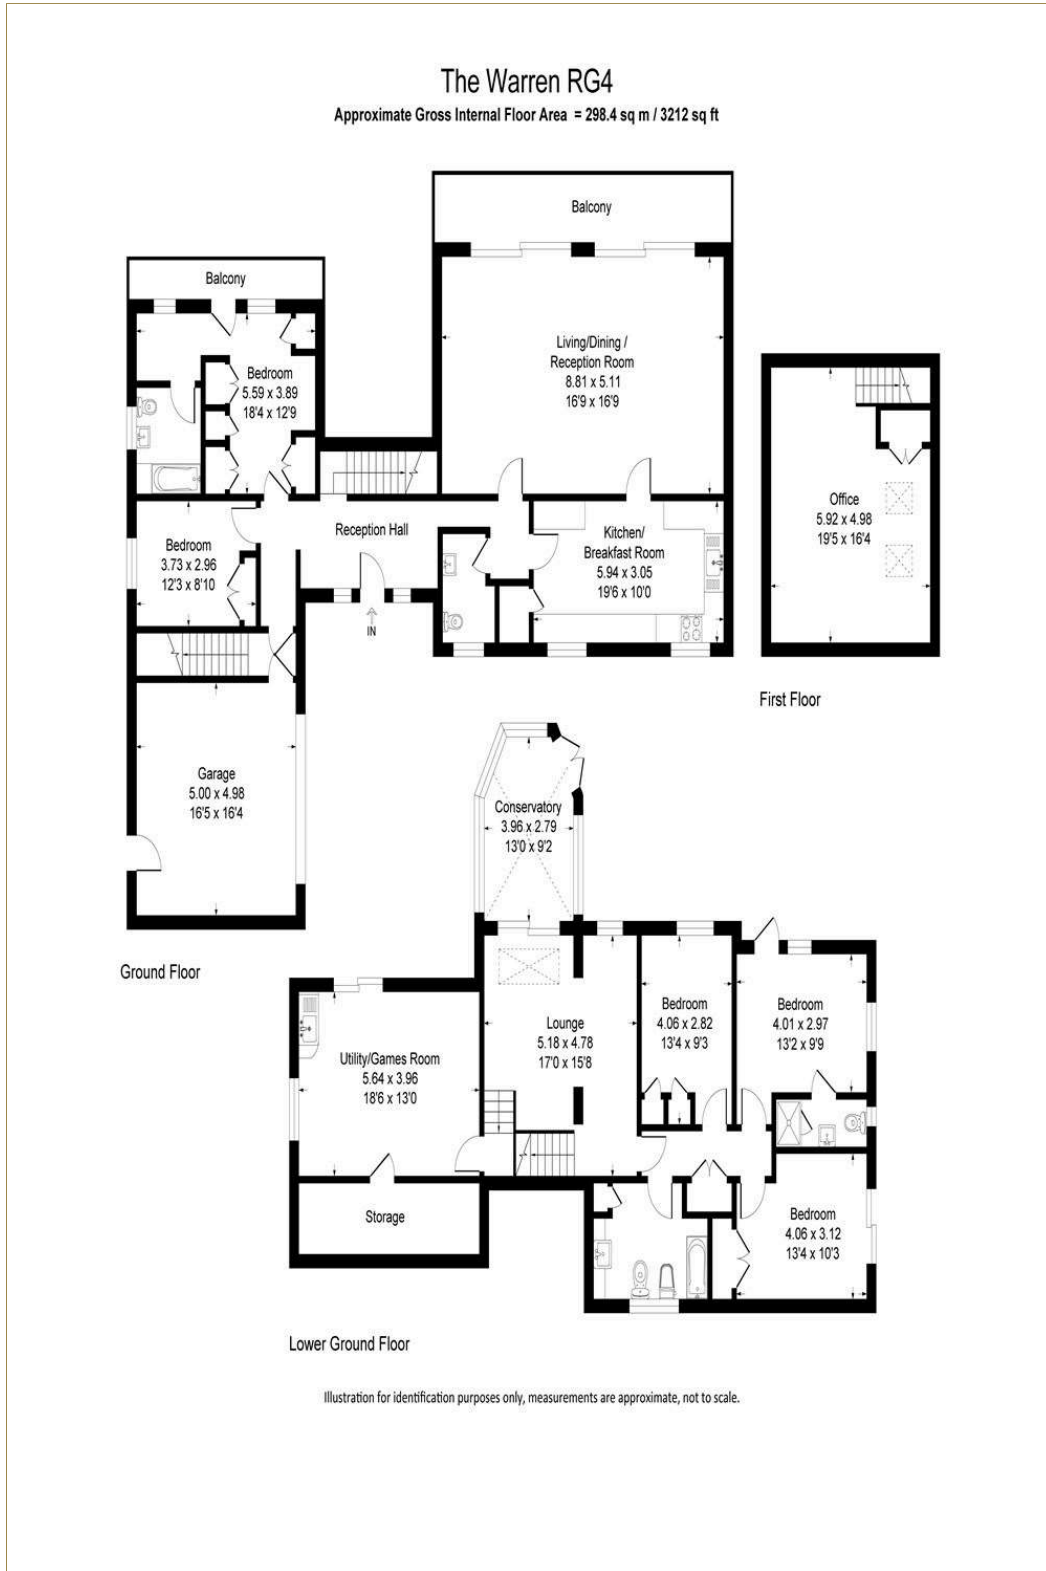 The Warren RG4
Approximate Gross Internal Floor Area = 298.4 sq m / 3212 sq ft
Balcony
Balcony
Living/Dining /
Reception Room
8.81 x 5.11
16'9 x 16'9
Bedroom
5.59 x 3.89
18'4 x 12'9
Office
5.92 x 4.98
19'5 x 16'4
Reception Hall
Kitchen/
Breakfast Room
5.94 x 3.05
19'6 x 10'0
Bedroom
3.73 x 2.96
12'3 x 8'10
IN
First Floor
Garage
5.00 x 4.98
16'5 x 16'4
Conservatory
3.96 x 2.79
13'0 x 9'2
Ground Floor
Bedroom
4.06 x 2.82
13'4 x 9'3
Bedroom
4.01 x 2.97
13'2 x 9'9
Lounge
5.18 x 4.78
17'0 x 15'8
Utility/Games Room
5.64 x 3.96
18'6 x 13'0
Storage
Bedroom
4.06 x 3.12
13'4 x 10'3
Lower Ground Floor
Illustration for identification purposes only, measurements are approximate, not to scale.